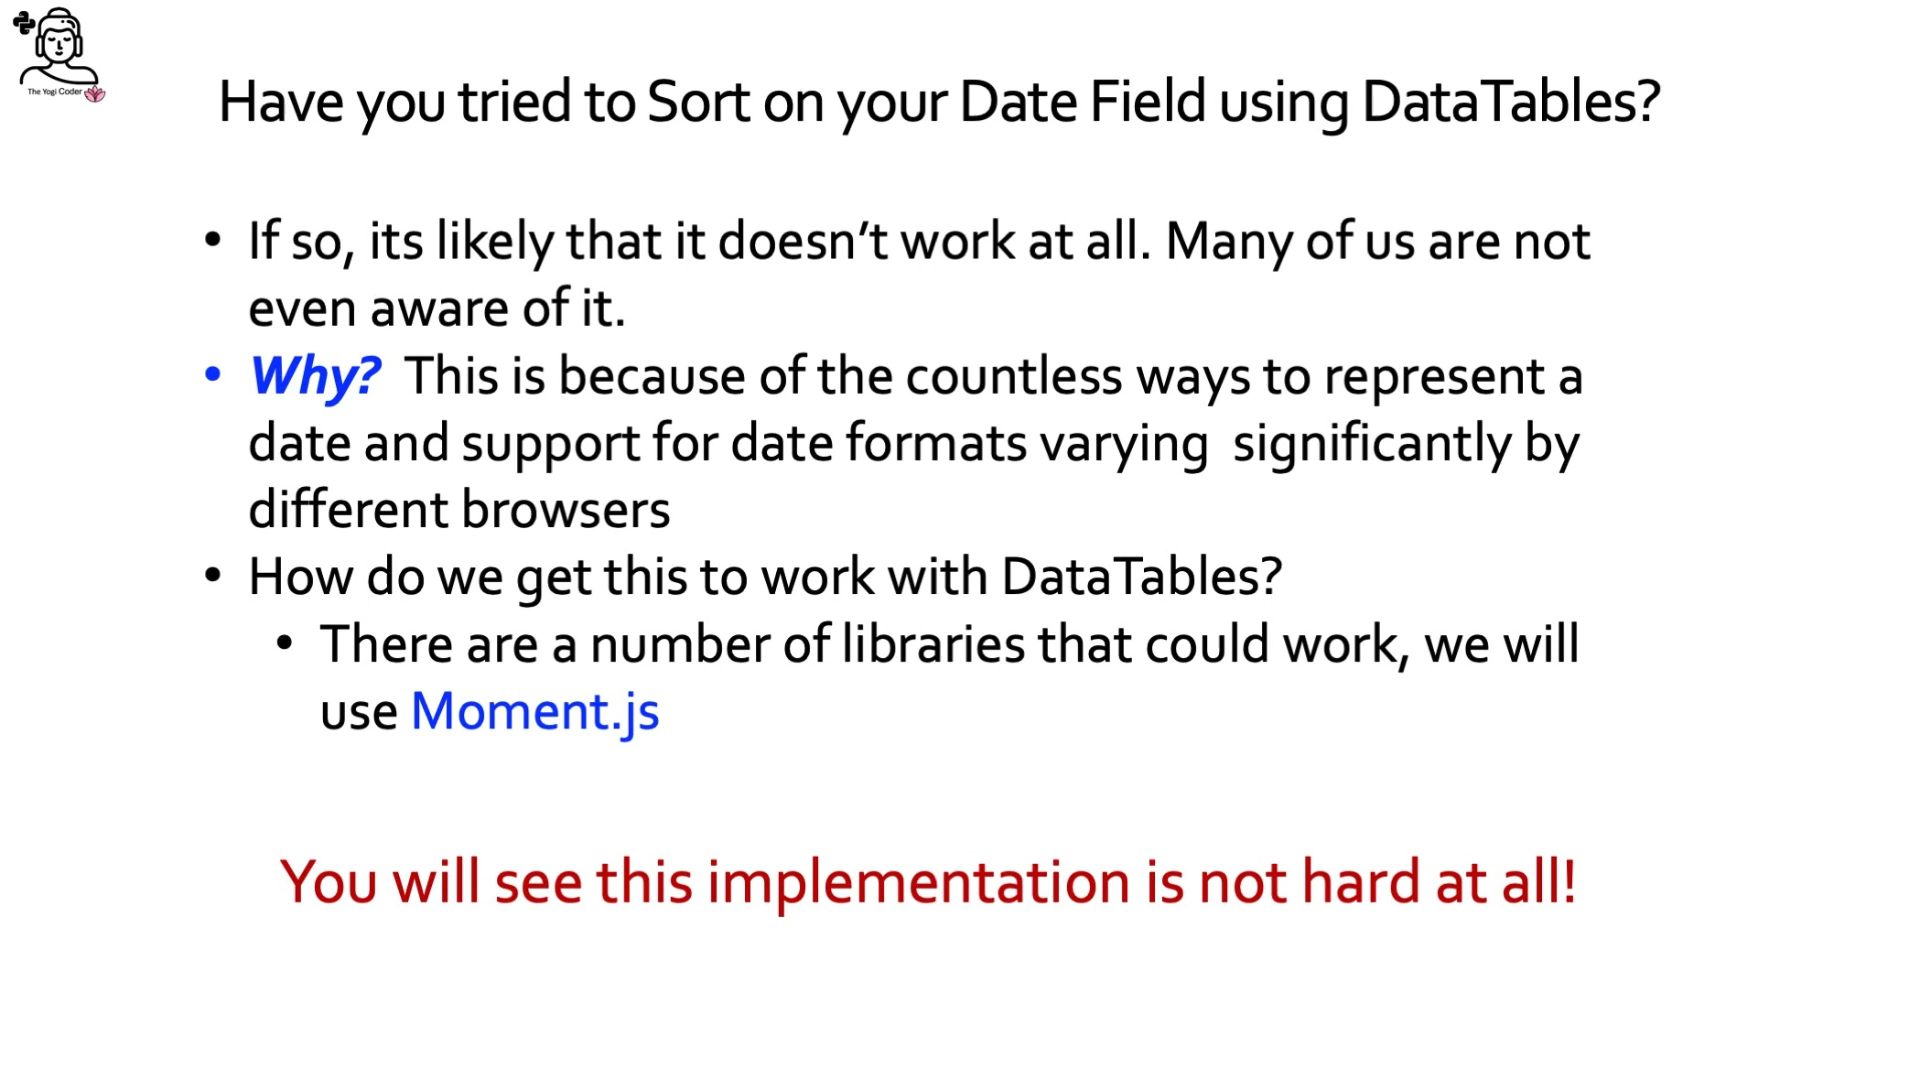 The Yogi Coder
Have you tried to Sort on your Date Field using DataTables?
• If so, its likely that it doesn’t work at all. Many of us are not
even aware of it.
• Why? This is because of the countless ways to represent a
date and support for date formats varying  significantly by
different browsers
• How do we get this to work with DataTables?
• There are a number of libraries that could work, we will
use Moment.js
You will see this implementation is not hard at all!